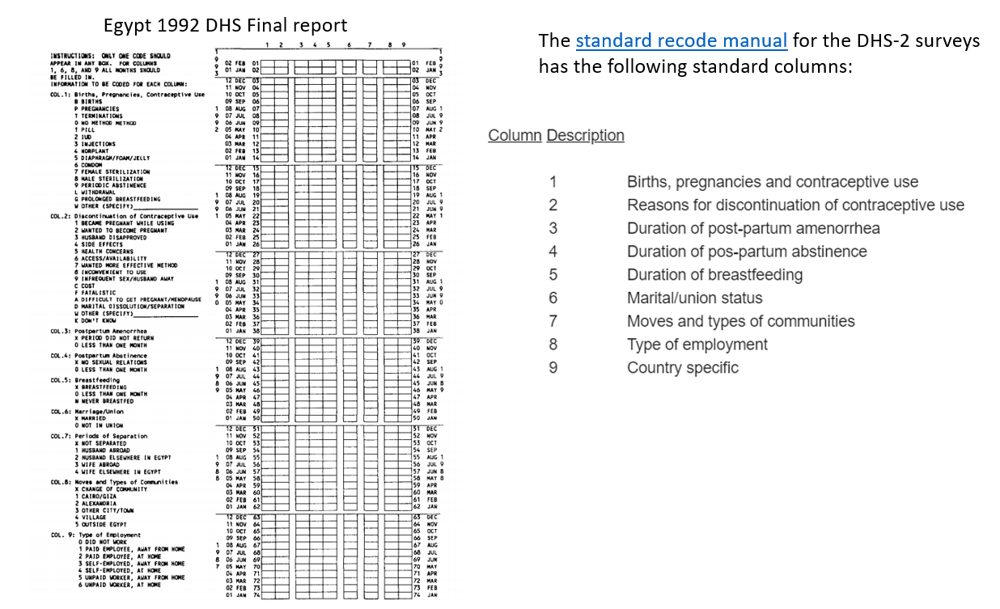 Egypt 1992 DHS Final report
INSTRUCTIONS: ONLY ONE CODE SHOULD
APPEAR IN ANY BOX. FOR COLUMNS
1, 6, 8, AND 9 ALL MONTHS SHOULD
BE FILLED IN.
INFORMATION TO BE CODED FOR EACH COLUMN:
COL.1: Births, Pregnancies, Contraceptive Use
B BIRTHS
P PREGNANCIES
T TERMINATIONS
0 NO METHOD METHOD
1 PILL
2 IUD
3 INJECTIONS
4 NORPLANT
5 DIAPHRAGM/FOAM/JELLY
6 CONDOM
7 FEMALE STERILIZATION
8 MALE STERILIZATION
9 PERIODIC ABSTINENCE
L WITHDRAWAL
G PROLONGED BREASTFEEDING
W OTHER (SPECIFY)
COL.2: Discontinuation of Contraceptive Use
1 BECAME PREGNANT WHILE USING
2 WANTED TO BECOME PREGNANT
3 HUSBAND DISAPPROVED
4 SIDE EFFECTS
5 HEALTH CONCERNS
6 ACCESS/AVAILABILITY
7 WANTED MORE EFFECTIVE METHOD
8 INCONVENIENT TO USE
9 INFREQUENT SEX/HUSBAND AWAY
C COST
F FATALISTIC
A DIFFICULT TO GET PREGNANT/MENOPAUSE
D MARITAL DISSOLUTION/SEPARATION
W OTHER (SPECIFY)
K DON'T KNOW
COL.3: Postpartum Amenorrhea
X PERIOD DID NOT RETURN
0 LESS THAN ONE MONTH
COL.4: Postpartum Abstinence
X NO SEXUAL RELATIONS
0 LESS THAN ONE MONTH
COL.5: Breastfeeding
X BREASTFEEDING
0 LESS THAN ONE MONTH
N NEVER BREASTFED
COL.6: Marriage/Union
X MARRIED
0 NOT IN UNION
COL.7: Periods of Separation
X NOT SEPARATED
1 HUSBAND ABROAD
2 HUSBAND ELSEWHERE IN EGYPT
3 WIFE ABROAD
4 WIFE ELSEWHERE IN EGYPT
COL.8: Moves and Types of Communities
X CHANGE OF COMMUNITY
1 CAIRO/GIZA
2 ALEXANDRIA
3 OTHER CITY/TOWN
4 VILLAGE
5 OUTSIDE EGYPT
COL. 9: Type of Employment
0 DID NOT WORK
1 PAID EMPLOYEE, AWAY FROM HOME
2 PAID EMPLOYEE, AT HOME
3 SELF-EMPLOYED, AWAY FROM HOME
4 SELF-EMPLOYED, AT HOME
5 UNPAID WORKER, AWAY FROM HOME
6 UNPAID WORKER, AT HOME
1 2 3 4 5 6 7 8 9
1 1
9 9
9 02 FEB 01 01 FEB 9
3 01 JAN 02 02 JAN 3
12 DEC 03 03 DEC
11 NOV 04 04 NOV
10 OCT 05 05 OCT
09 SEP 06 06 SEP
1 08 AUG 07 07 AUG 1
9 07 JUL 08 08 JUL 9
9 06 JUN 09 09 JUN 9
2 05 MAY 10 10 MAY 2
04 APR 11 11 APR
03 MAR 12 12 MAR
02 FEB 13 13 FEB
01 JAN 14 14 JAN
12 DEC 15 15 DEC
11 NOV 16 16 NOV
10 OCT 17 17 OCT
09 SEP 18 18 SEP
1 08 AUG 19 19 AUG 1
9 07 JUL 20 20 JUL 9
9 06 JUN 21 21 JUN 9
1 05 MAY 22 22 MAY 1
04 APR 23 23 APR
03 MAR 24 24 MAR
02 FEB 25 25 FEB
01 JAN 26 26 JAN
12 DEC 27 27 DEC
11 NOV 28 28 NOV
10 OCT 29 29 OCT
09 SEP 30 30 SEP
1 08 AUG 31 31 AUG 1
9 07 JUL 32 32 JUL 9
9 06 JUN 33 33 JUN 9
0 05 MAY 34 34 MAY 0
04 APR 35 35 APR
03 MAR 36 36 MAR
02 FEB 37 37 FEB
01 JAN 38 38 JAN
12 DEC 39 39 DEC
11 NOV 40 40 NOV
10 OCT 41 41 OCT
09 SEP 42 42 SEP
1 08 AUG 43 43 AUG 1
9 07 JUL 44 44 JUL 9
8 06 JUN 45 45 JUN 8
9 05 MAY 46 46 MAY 9
04 APR 47 47 APR
03 MAR 48 48 MAR
02 FEB 49 49 FEB
01 JAN 50 50 JAN
12 DEC 51 51 DEC
11 NOV 52 52 NOV
10 OCT 53 53 OCT
09 SEP 54 54 SEP
1 08 AUG 55 55 AUG 1
9 07 JUL 56 56 JUL 9
8 06 JUN 57 57 JUN 8
8 05 MAY 58 58 MAY 8
04 APR 59 59 APR
03 MAR 60 60 MAR
02 FEB 61 61 FEB
01 JAN 62 62 JAN
12 DEC 63 63 DEC
11 NOV 64 64 NOV
10 OCT 65 65 OCT
09 SEP 66 66 SEP
1 08 AUG 67 67 AUG
9 07 JUL 68 68 JUL
8 06 JUN 69 69 JUN
7 05 MAY 70 70 MAY
04 APR 71 71 APR
03 MAR 72 72 MAR
02 FEB 73 73 FEB
01 JAN 74 74 JAN
The standard recode manual for the DHS-2 surveys
has the following standard columns:
Column Description
1 Births, pregnancies and contraceptive use
2 Reasons for discontinuation of contraceptive use
3 Duration of post-partum amenorrhea
4 Duration of pos-partum abstinence
5 Duration of breastfeeding
6 Marital/union status
7 Moves and types of communities
8 Type of employment
9 Country specific